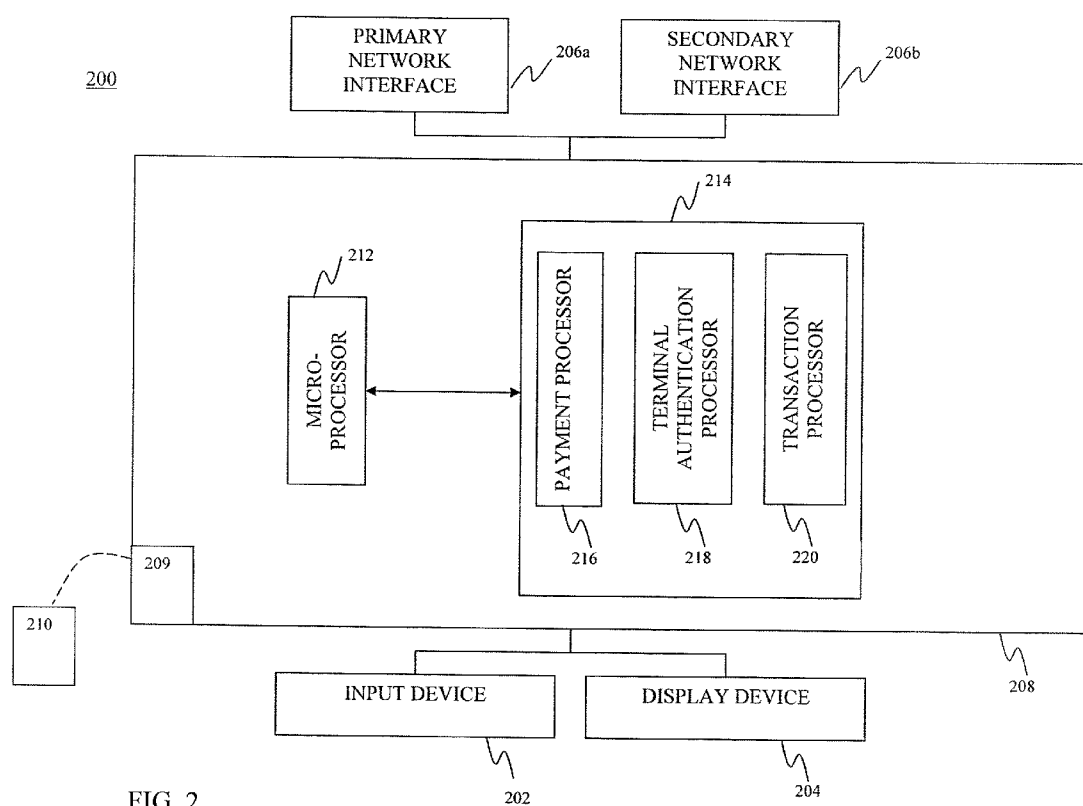 PRIMARY
NETWORK
INTERFACE
206a
SECONDARY
NETWORK
INTERFACE
206b
200
214
212
MICRO-
PROCESSOR
PAYMENT PROCESSOR
TERMINAL
AUTHENTICATION
PROCESSOR
TRANSACTION
PROCESSOR
216
218
220
209
210
208
INPUT DEVICE
DISPLAY DEVICE
202
204
FIG. 2